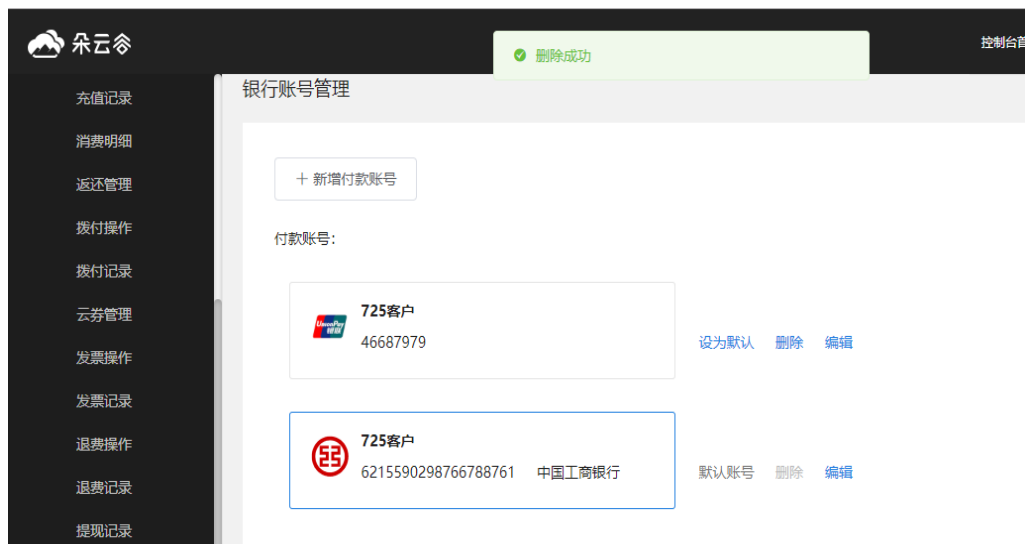 朵云谷
删除成功
控制台首
充值记录
消费明细
返还管理
拨付操作
拨付记录
云券管理
发票操作
发票记录
退费操作
退费记录
提现记录
银行账号管理
+ 新增付款账号
付款账号:
UnionPay
银联
725客户
46687979
设为默认 删除 编辑
725客户
6215590298766788761 中国工商银行
默认账号 删除 编辑